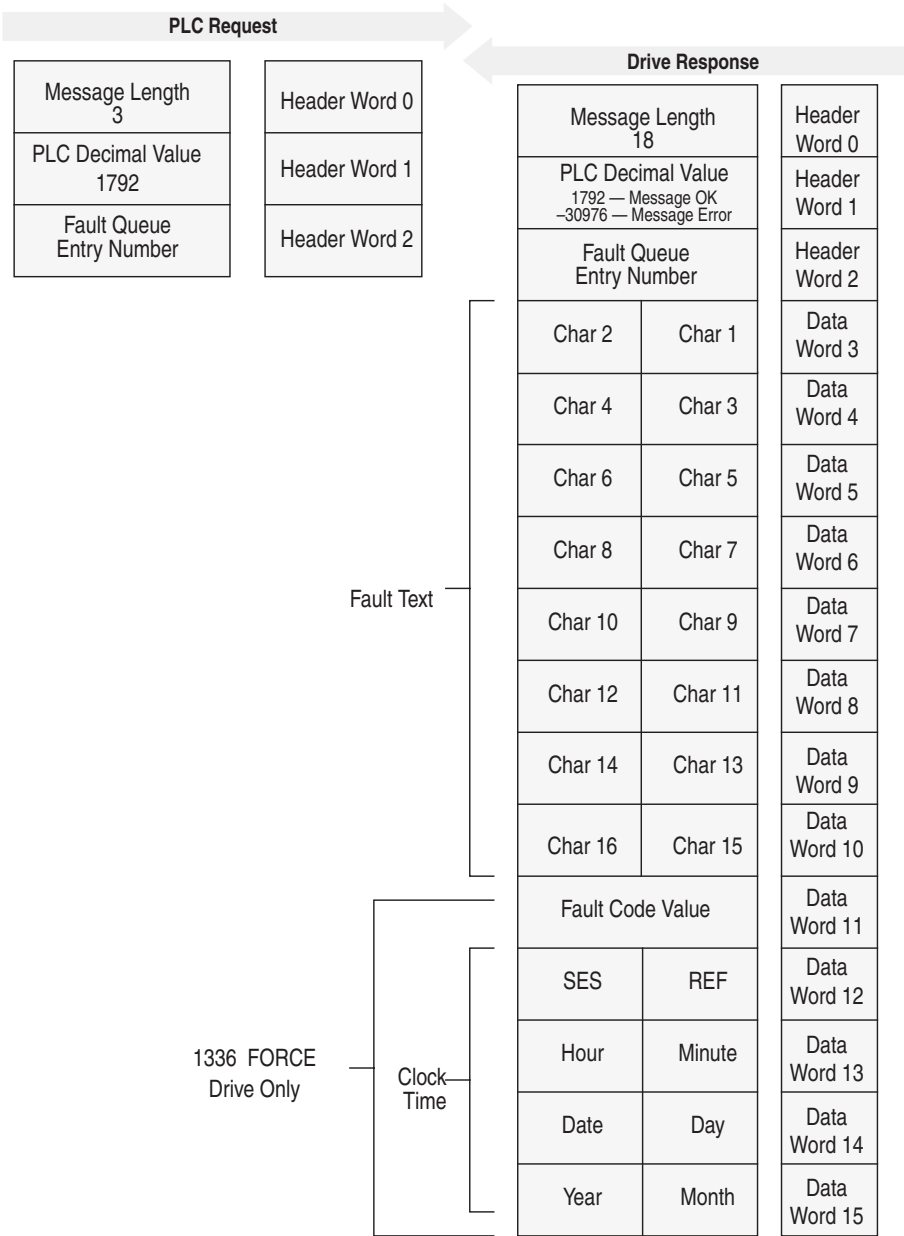 PLC Request
Message Length
3
Header Word 0
PLC Decimal Value
1792
Header Word 1
Fault Queue
Entry Number
Header Word 2
Drive Response
Message Length
18
Header
Word 0
PLC Decimal Value
1792 — Message OK
–30976 — Message Error
Header
Word 1
Fault Queue
Entry Number
Header
Word 2
Fault Text
Char 2
Char 1
Data
Word 3
Char 4
Char 3
Data
Word 4
Char 6
Char 5
Data
Word 5
Char 8
Char 7
Data
Word 6
Char 10
Char 9
Data
Word 7
Char 12
Char 11
Data
Word 8
Char 14
Char 13
Data
Word 9
Char 16
Char 15
Data
Word 10
1336 FORCE
Drive Only
Fault Code Value
Data
Word 11
Clock
Time
SES
REF
Data
Word 12
Hour
Minute
Data
Word 13
Date
Day
Data
Word 14
Year
Month
Data
Word 15